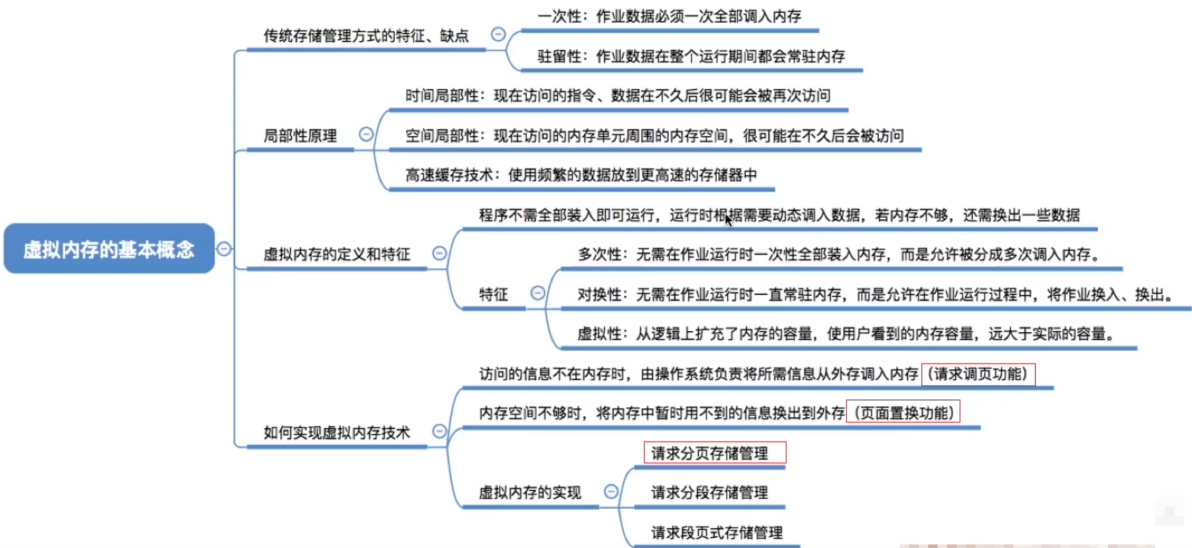 虚拟内存的基本概念
传统存储管理方式的特征、缺点
一次性：作业数据必须一次全部调入内存
驻留性：作业数据在整个运行期间都会常驻内存
局部性原理
时间局部性：现在访问的指令、数据在不久后很可能会被再次访问
空间局部性：现在访问的内存单元周围的内存空间，很可能在不久后会被访问
高速缓存技术：使用频繁的数据放到更高速的存储器中
虚拟内存的定义和特征
程序不需全部装入即可运行，运行时根据需要动态调入数据，若内存不够，还需换出一些数据
特征
多次性：无需在作业运行时一次性全部装入内存，而是允许被分成多次调入内存。
对换性：无需在作业运行时一直常驻内存，而是允许在作业运行过程中，将作业换入、换出。
虚拟性：从逻辑上扩充了内存的容量，使用户看到的内存容量，远大于实际的容量。
如何实现虚拟内存技术
访问的信息不在内存时，由操作系统负责将所需信息从外存调入内存（请求调页功能）
内存空间不够时，将内存中暂时用不到的信息换出到外存（页面置换功能）
虚拟内存的实现
请求分页存储管理
请求分段存储管理
请求段页式存储管理